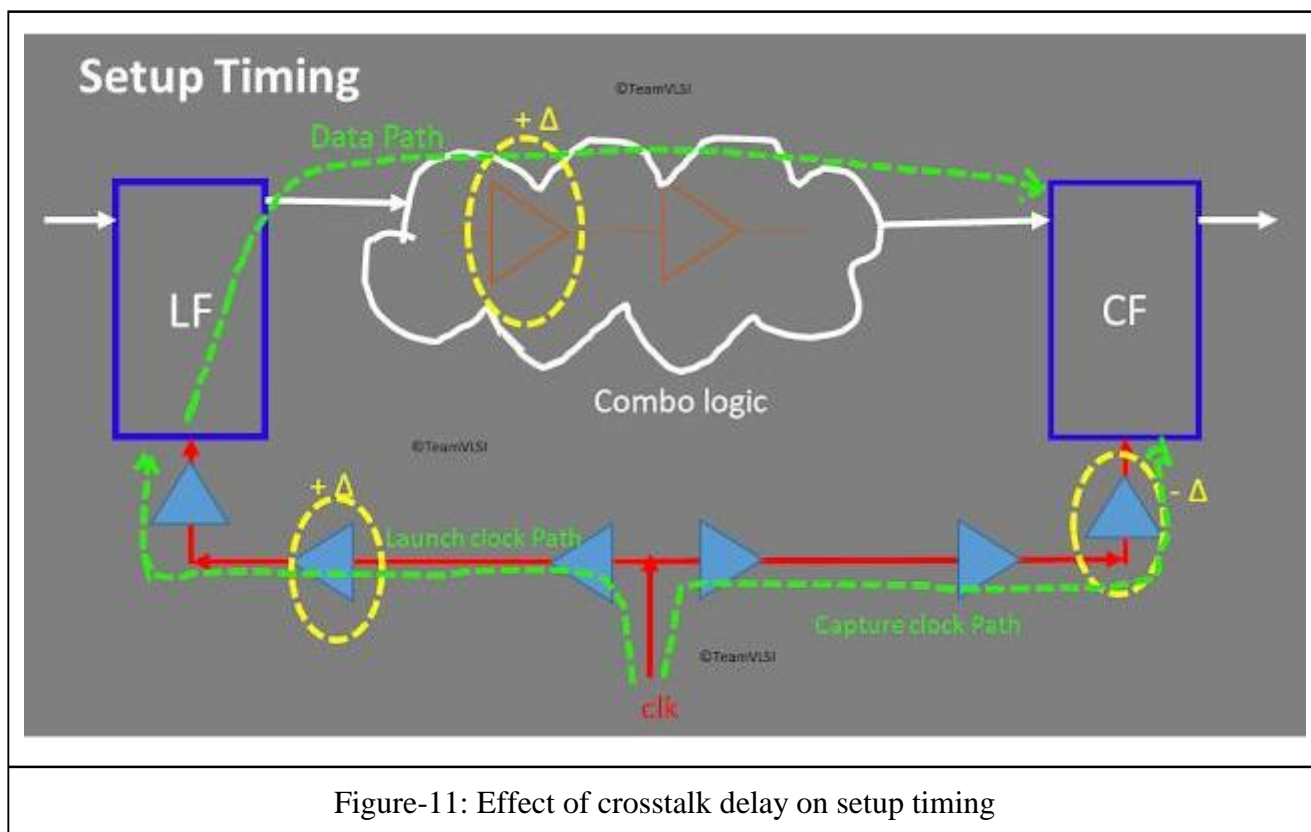 Setup Timing
©TeamVLSI
+ Δ
Data Path
LF
CF
Combo logic
©TeamVLSI
+ Δ
- Δ
Launch clock Path
Capture clock Path
©TeamVLSI
clk
Figure-11: Effect of crosstalk delay on setup timing